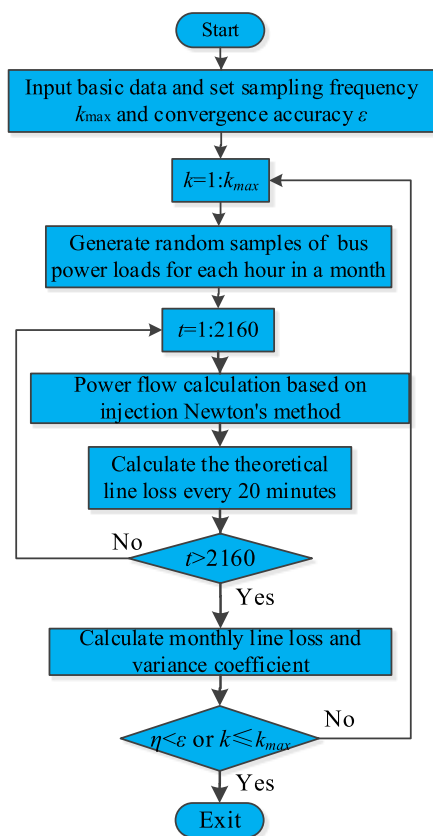 Start
Input basic data and set sampling frequency
kmax and convergence accuracy ε
k=1:kmax
Generate random samples of bus
power loads for each hour in a month
t=1:2160
Power flow calculation based on
injection Newton's method
Calculate the theoretical
line loss every 20 minutes
No
t>2160
Yes
Calculate monthly line loss and
variance coefficient
No
η<ε or k≤kmax
Yes
Exit